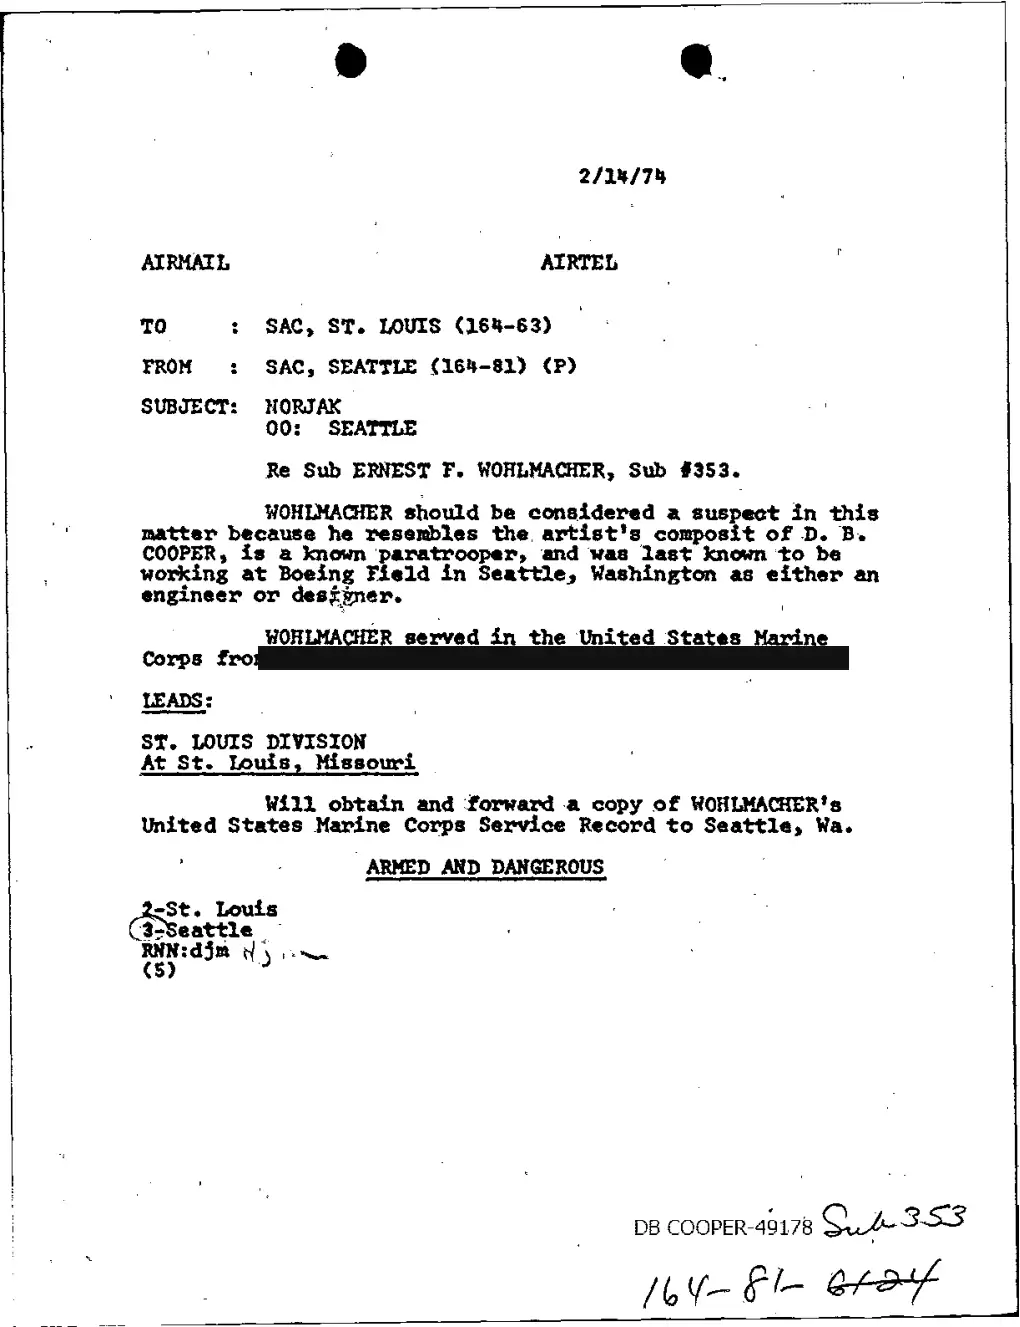 2/14/74
AIRMAIL AIRTEL
TO : SAC, ST. LOUIS (164-63)
FROM : SAC, SEATTLE (164-81) (P)
SUBJECT: NORJAK
OO: SEATTLE
Re Sub ERNEST F. WOHLMACHER, Sub #353.
WOHLMACHER should be considered a suspect in this
matter because he resembles the artist's composit of D. B.
COOPER, is a known paratrooper, and was last known to be
working at Boeing Field in Seattle, Washington as either an
engineer or designer.
WOHLMACHER served in the United States Marine
Corps from
LEADS:
ST. LOUIS DIVISION
At St. Louis, Missouri
Will obtain and forward a copy of WOHLMACHER's
United States Marine Corps Service Record to Seattle, Wa.
ARMED AND DANGEROUS
2-St. Louis
3-Seattle
RNN:djm
(5)
DB COOPER-49178 Sub 353
164-81-6124